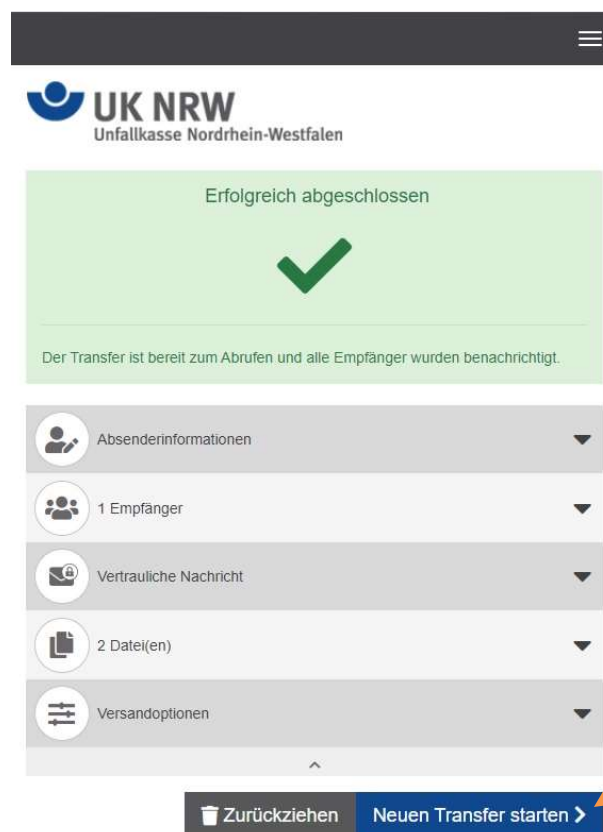 UK NRW
Unfallkasse Nordrhein-Westfalen
Erfolgreich abgeschlossen
Der Transfer ist bereit zum Abrufen und alle Empfänger wurden benachrichtigt.
Absenderinformationen
1 Empfänger
Vertrauliche Nachricht
2 Datei(en)
Versandoptionen
Zurückziehen Neuen Transfer starten